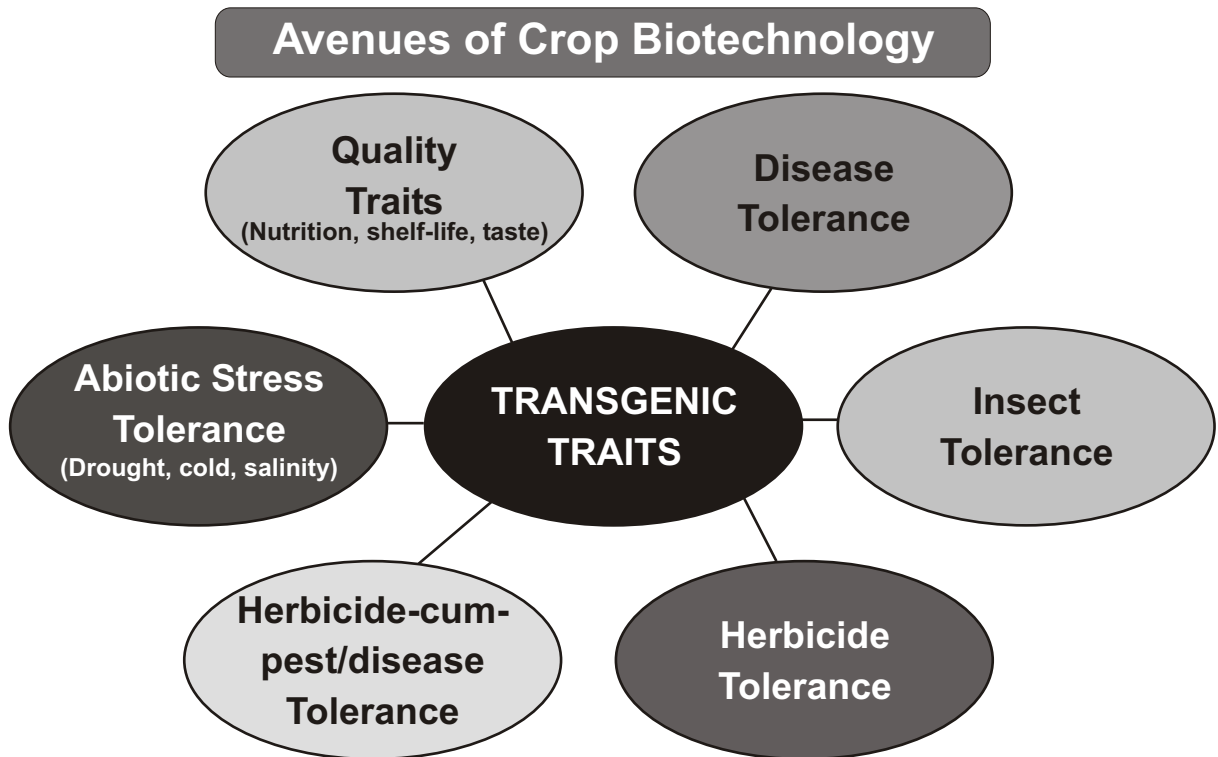 Avenues of Crop Biotechnology
Quality
Traits
(Nutrition, shelf-life, taste)
Disease
Tolerance
Abiotic Stress
Tolerance
(Drought, cold, salinity)
TRANSGENIC
TRAITS
Insect
Tolerance
Herbicide-cum-
pest/disease
Tolerance
Herbicide
Tolerance